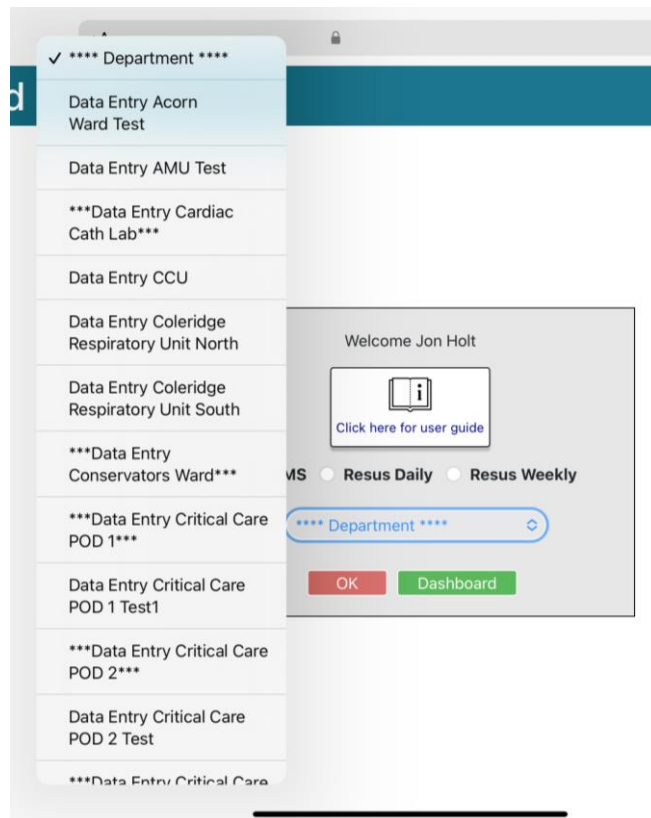 **** Department ****
Data Entry Acorn
Ward Test
Data Entry AMU Test
***Data Entry Cardiac
Cath Lab***
Data Entry CCU
Data Entry Coleridge
Respiratory Unit North
Data Entry Coleridge
Respiratory Unit South
***Data Entry
Conservators Ward***
***Data Entry Critical Care
POD 1***
Data Entry Critical Care
POD 1 Test1
***Data Entry Critical Care
POD 2***
Data Entry Critical Care
POD 2 Test
***Data Entry Critical Care
d
Welcome Jon Holt
i
Click here for user guide
MS Resus Daily Resus Weekly
**** Department ****
OK Dashboard